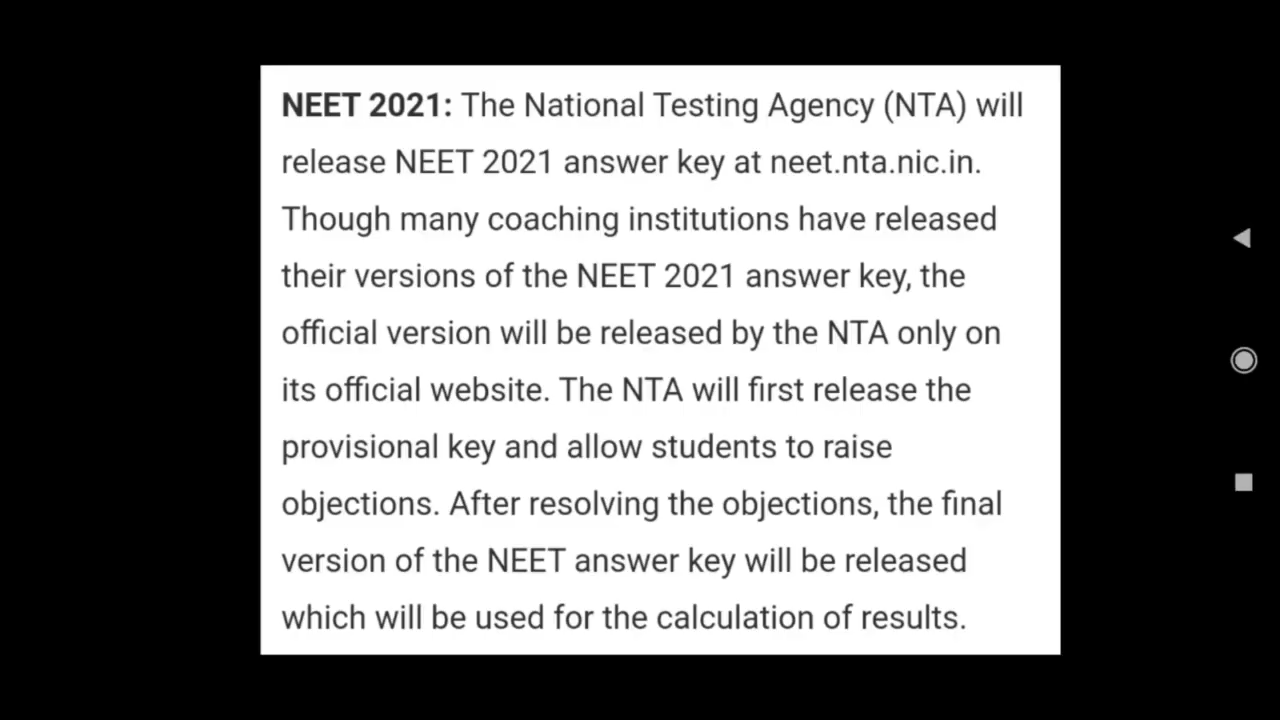 NEET 2021: The National Testing Agency (NTA) will
release NEET 2021 answer key at neet.nta.nic.in.
Though many coaching institutions have released
their versions of the NEET 2021 answer key, the
official version will be released by the NTA only on
its official website. The NTA will first release the
provisional key and allow students to raise
objections. After resolving the objections, the final
version of the NEET answer key will be released
which will be used for the calculation of results.